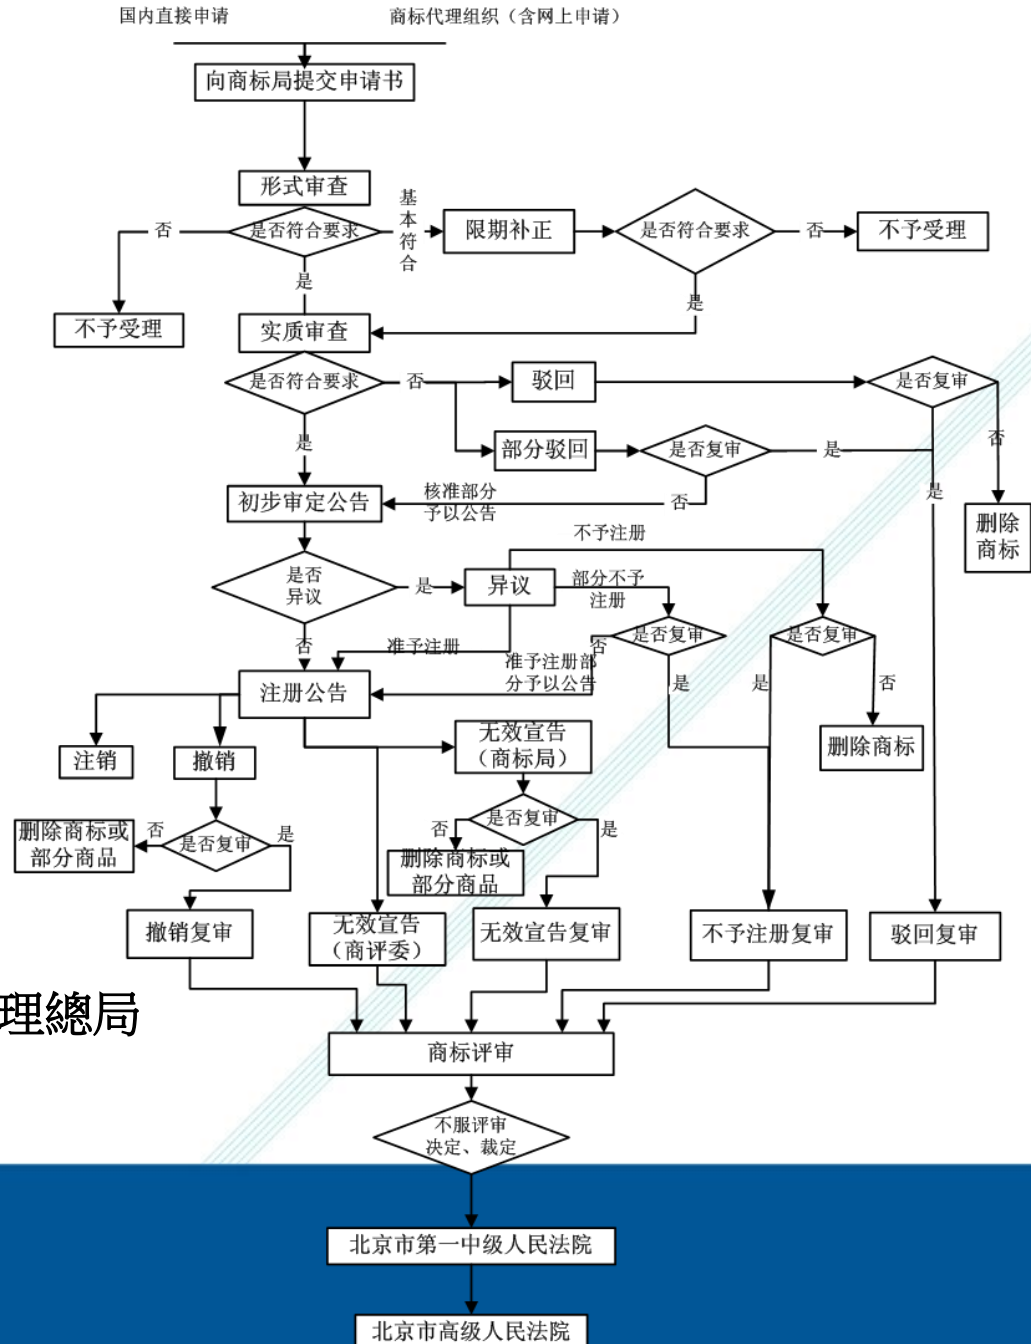 国内直接申请
商标代理组织（含网上申请）
向商标局提交申请书
形式审查
是否符合要求
否
基
本
符
合
限期补正
是否符合要求
否
不予受理
是
是
不予受理
实质审查
是否符合要求
否
驳回
是否复审
否
是
部分驳回
是否复审
是
是
初步审定公告
核准部分
予以公告
否
删除
商标
不予注册
是否
异议
是
异议
部分不予
注册
是否复审
是否复审
否
准予注册
否
准予注册部
分予以公告
是
是
否
注册公告
注销
撤销
无效宣告
（商标局）
删除商标
删除商标或
部分商品
否
是否复审
是
否
是否复审
是
删除商标或
部分商品
撤销复审
无效宣告
（商评委）
无效宣告复审
不予注册复审
驳回复审
理總局
商标评审
不服评审
决定、裁定
北京市第一中级人民法院
北京市高级人民法院